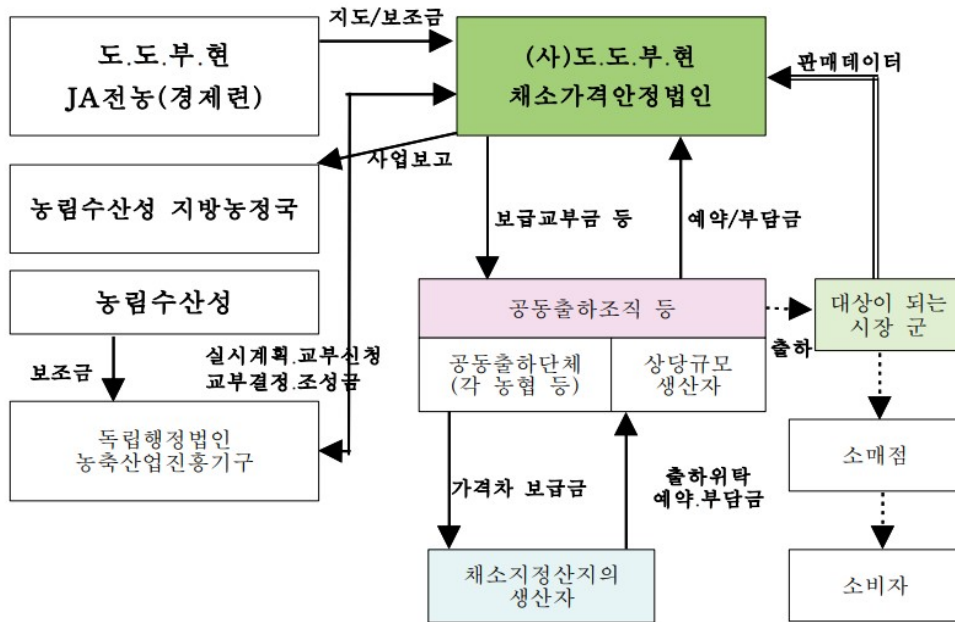 지도/보조금
도.도.부.현
JA전농(경제련)
(사)도.도.부.현
채소가격안정법인
판매데이터
사업보고
농림수산성 지방농정국
보급교부금 등
예약/부담금
농림수산성
공동출하조직 등
대상이 되는
시장 군
출하
보조금
실시계획.교부신청
교부결정.조성금
공동출하단체
(각 농협 등)
상당규모
생산자
독립행정법인
농축산업진흥기구
소매점
가격차 보급금
출하위탁
예약.부담금
채소지정산지의
생산자
소비자